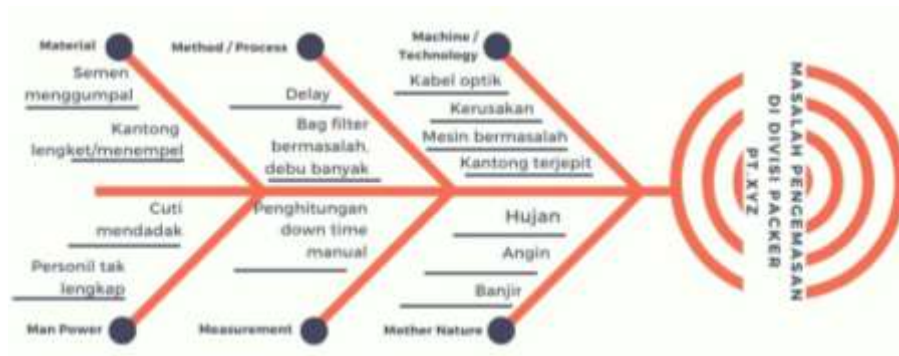 Material
Semen
menggumpal
Kantong
lengket/menempel
Method / Process
Delay
Bag filter
bermasalah,
debu banyak
Machine /
Technology
Kabel optik
Kerusakan
Mesin bermasalah
Kantong terjepit
Cuti
mendadak
Personil tak
lengkap
Man Power
Penghitungan
down time
manual
Measurement
Hujan
Angin
Banjir
Mother Nature
MASALAH PENGEMASAN
DI DIVISI PACKER
PT.XYZ